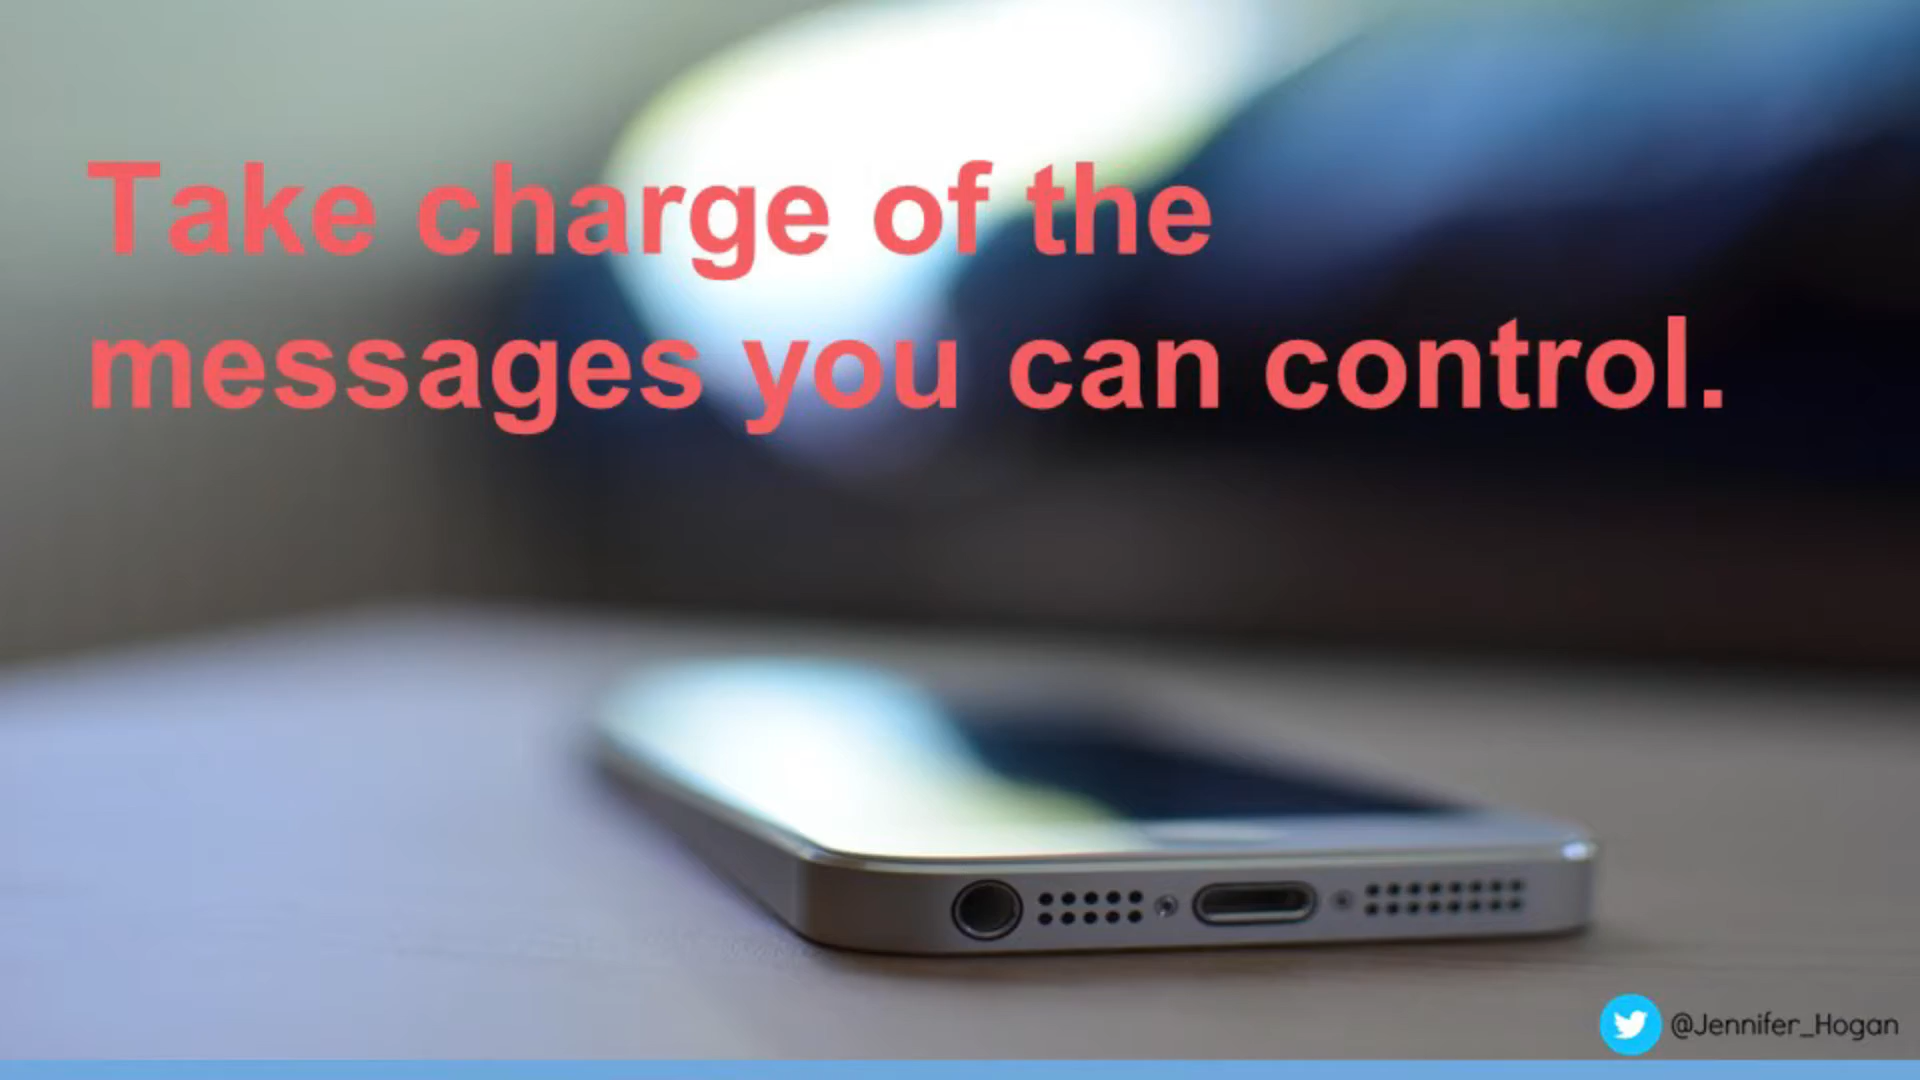 Take charge of the
messages you can control.
@Jennifer_Hogan